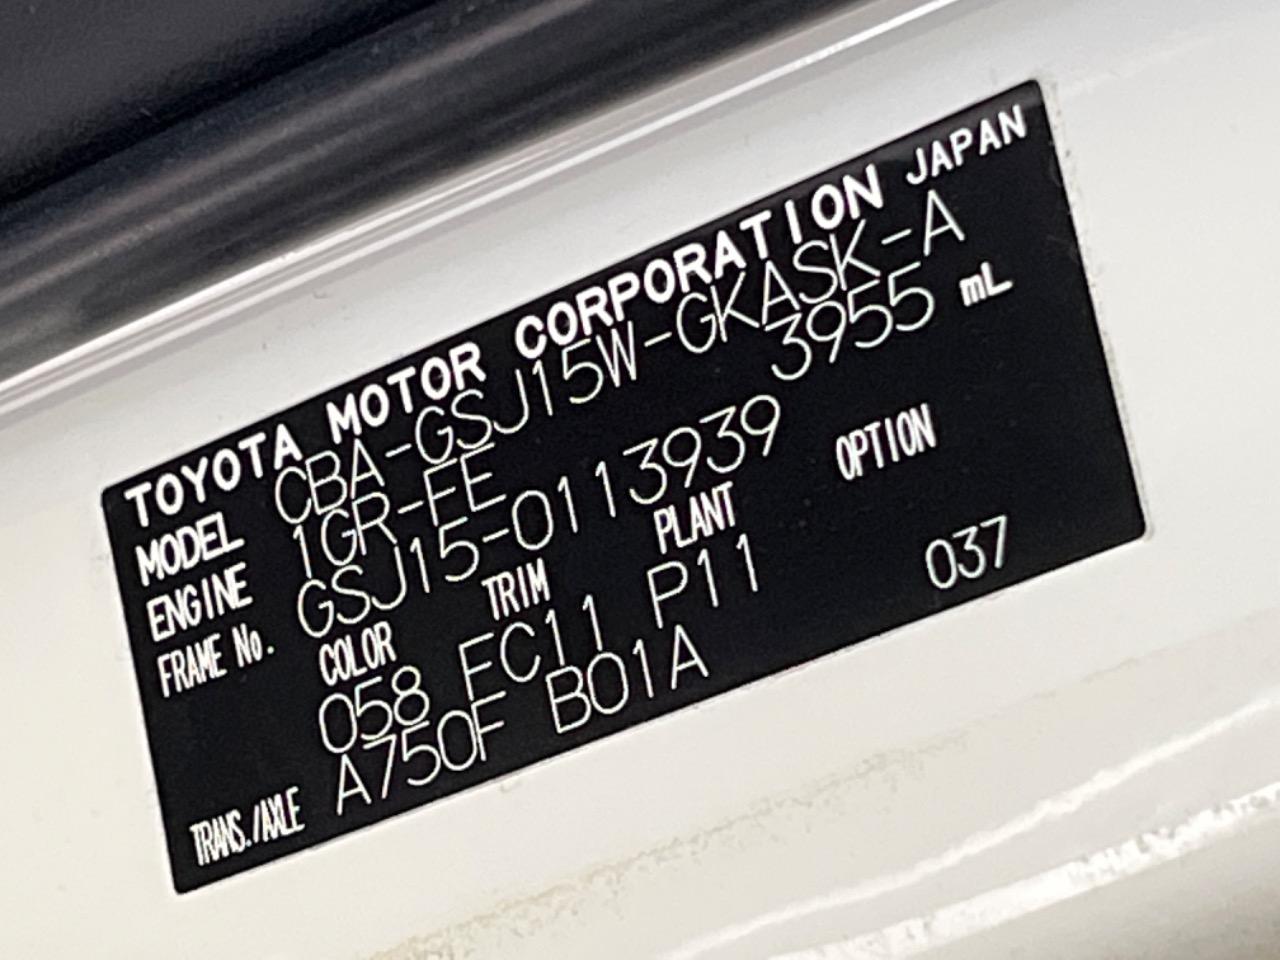 TOYOTA MOTOR CORPORATION JAPAN
MODEL CBA-GSJ15W-GKASK-A
ENGINE 1GR-FE 3955 mL
FRAME No. GSJ15-0113939
COLOR TRIM PLANT OPTION
058 FC11 P11 037
TRANS./AXLE A750F B01A